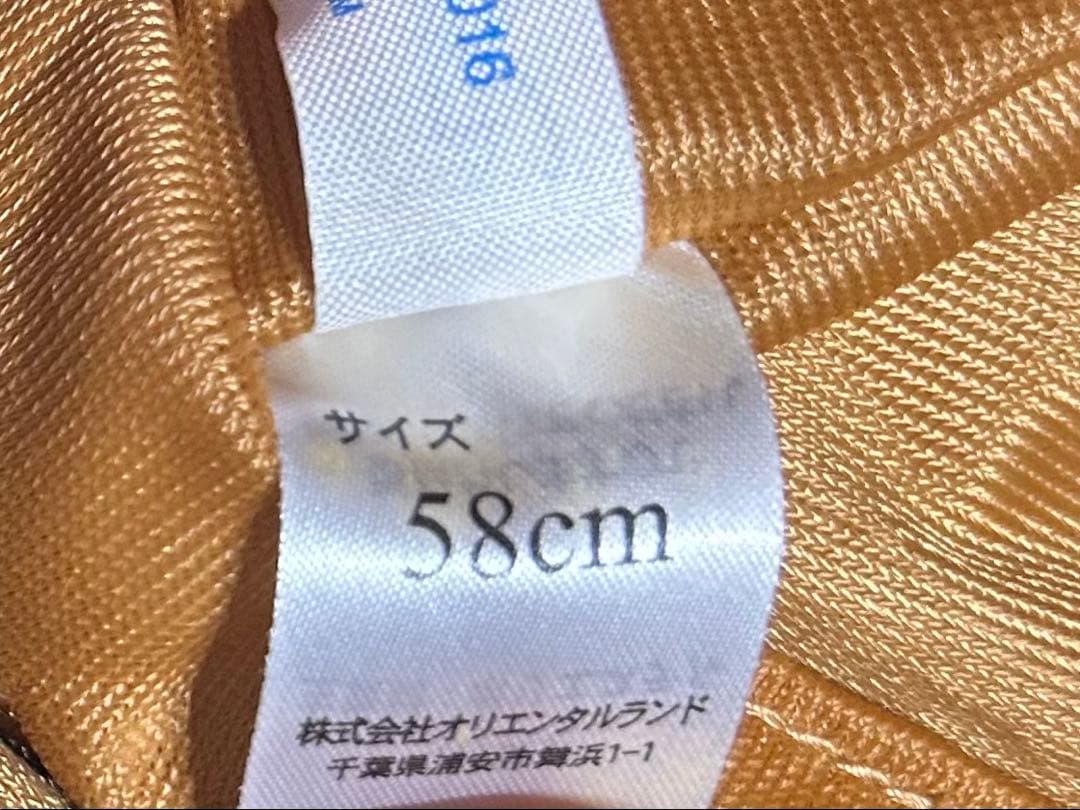 サイズ
58cm
株式会社オリエンタルランド
千葉県浦安市舞浜1-1